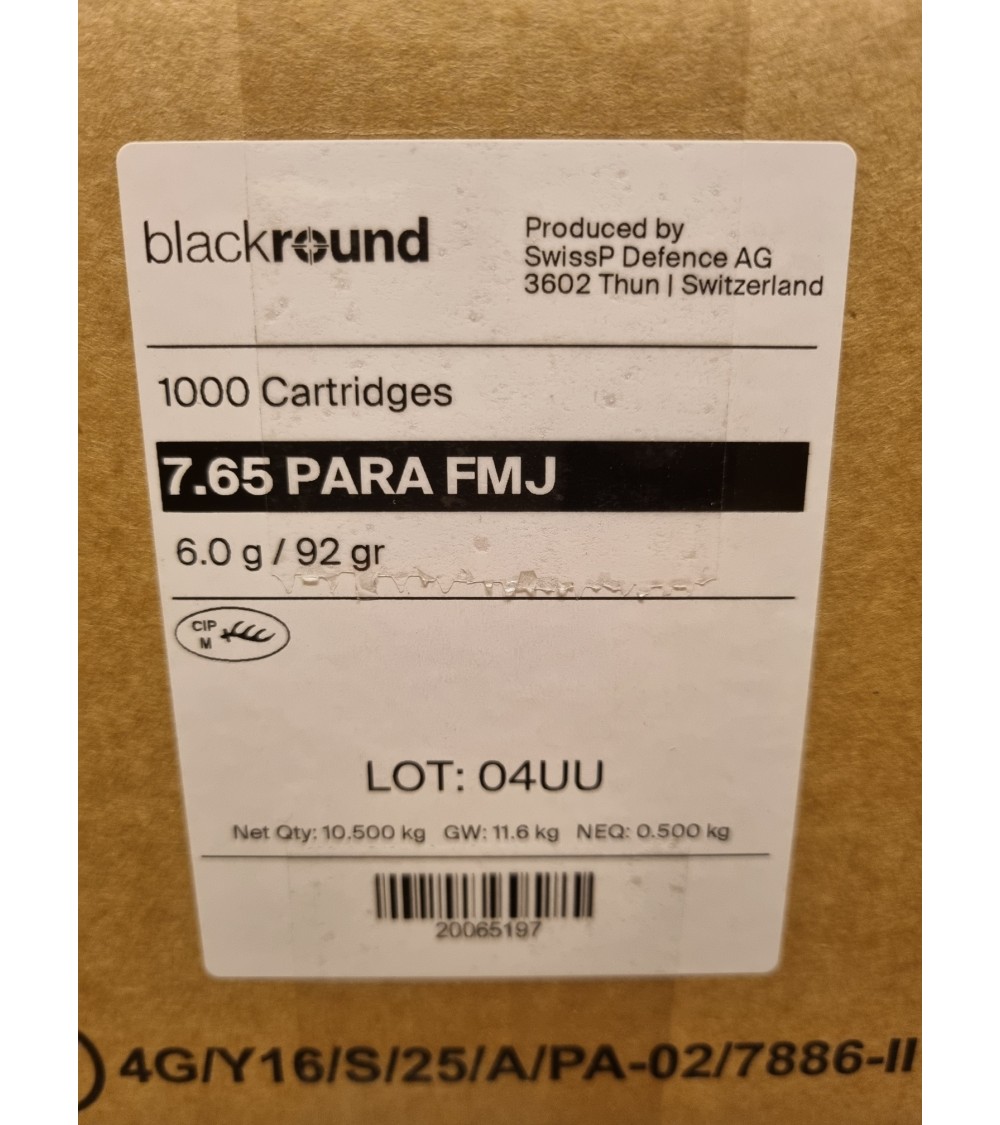 blackround
Produced by
SwissP Defence AG
3602 Thun | Switzerland
1000 Cartridges
7.65 PARA FMJ
6.0 g / 92 gr
CIP
M
LOT: 04UU
Net Qty: 10.500 kg GW: 11.6 kg NEQ: 0.500 kg
20065197
4G/Y16/S/25/A/PA-02/7886-II